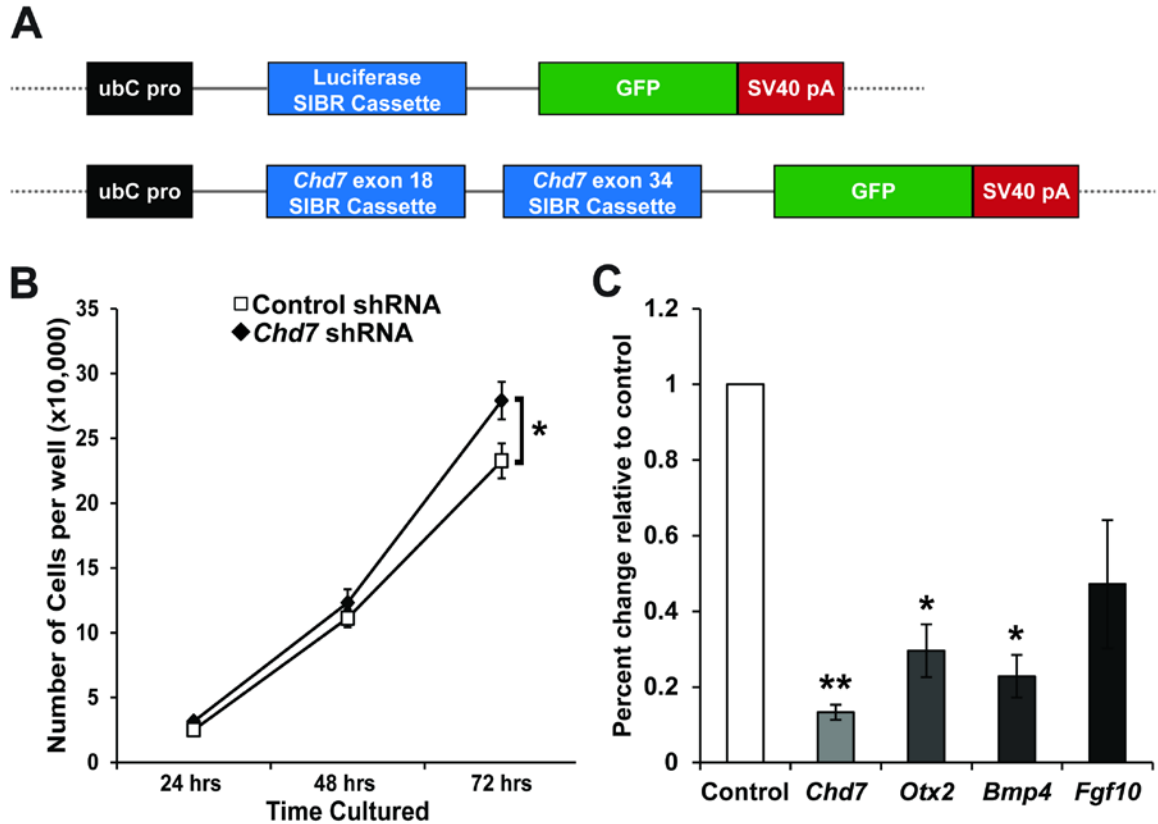 A
ubC pro
Luciferase
SIBR Cassette
GFP
SV40 pA
ubC pro
Chd7 exon 18
SIBR Cassette
Chd7 exon 34
SIBR Cassette
GFP
SV40 pA
B
Number of Cells per well (x10,000)
35
30
25
20
15
10
5
0
Control shRNA
Chd7 shRNA
*
24 hrs
48 hrs
72 hrs
Time Cultured
C
Percent change relative to control
1.2
1
0.8
0.6
0.4
0.2
0
**
*
*
Control
Chd7
Otx2
Bmp4
Fgf10